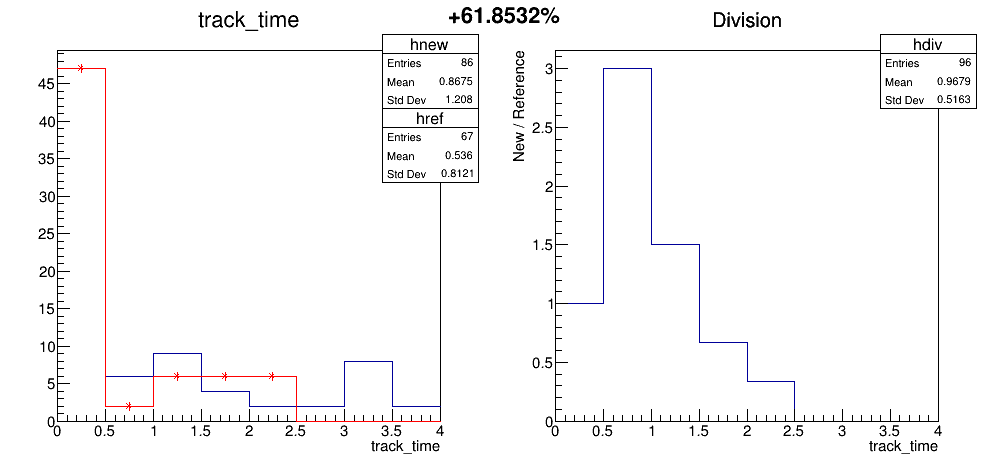 +61.8532%
track_time
hnew
Entries 86
Mean 0.8675
Std Dev 1.208
href
Entries 67
Mean 0.536
Std Dev 0.8121
45
40
35
30
25
20
15
10
5
0
0 0.5 1 1.5 2 2.5 3 3.5 4
track_time
Division
hdiv
Entries 96
Mean 0.9679
Std Dev 0.5163
New / Reference
3
2.5
2
1.5
1
0.5
0
0 0.5 1 1.5 2 2.5 3 3.5 4
track_time